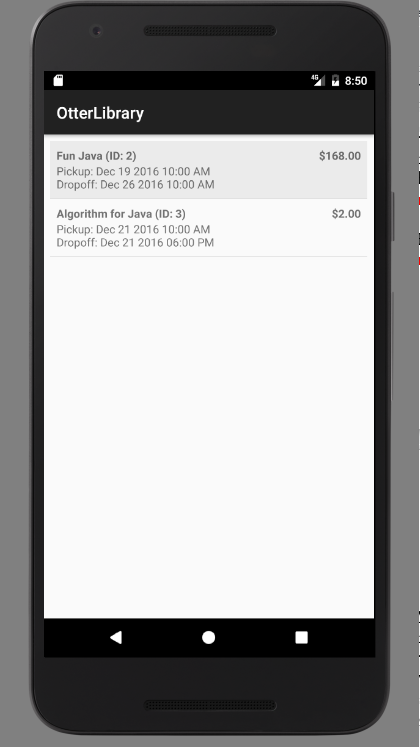 4G 8:50
OtterLibrary
Fun Java (ID: 2) $168.00
Pickup: Dec 19 2016 10:00 AM
Dropoff: Dec 26 2016 10:00 AM
Algorithm for Java (ID: 3) $2.00
Pickup: Dec 21 2016 10:00 AM
Dropoff: Dec 21 2016 06:00 PM